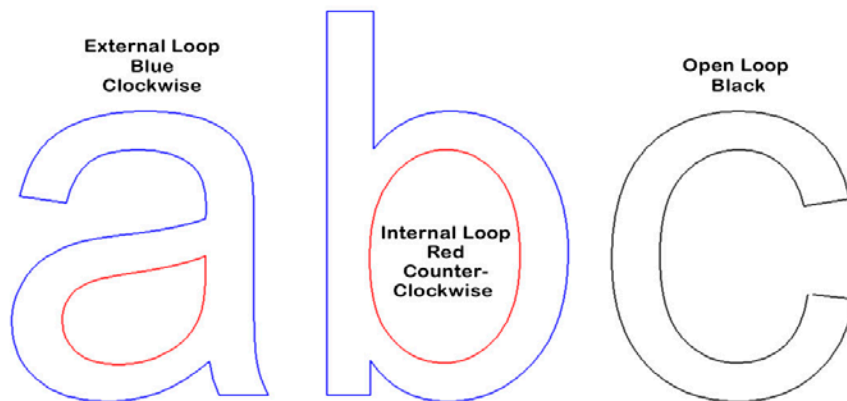 External Loop
Blue
Clockwise
Open Loop
Black
Internal Loop
Red
Counter-
Clockwise
a b c